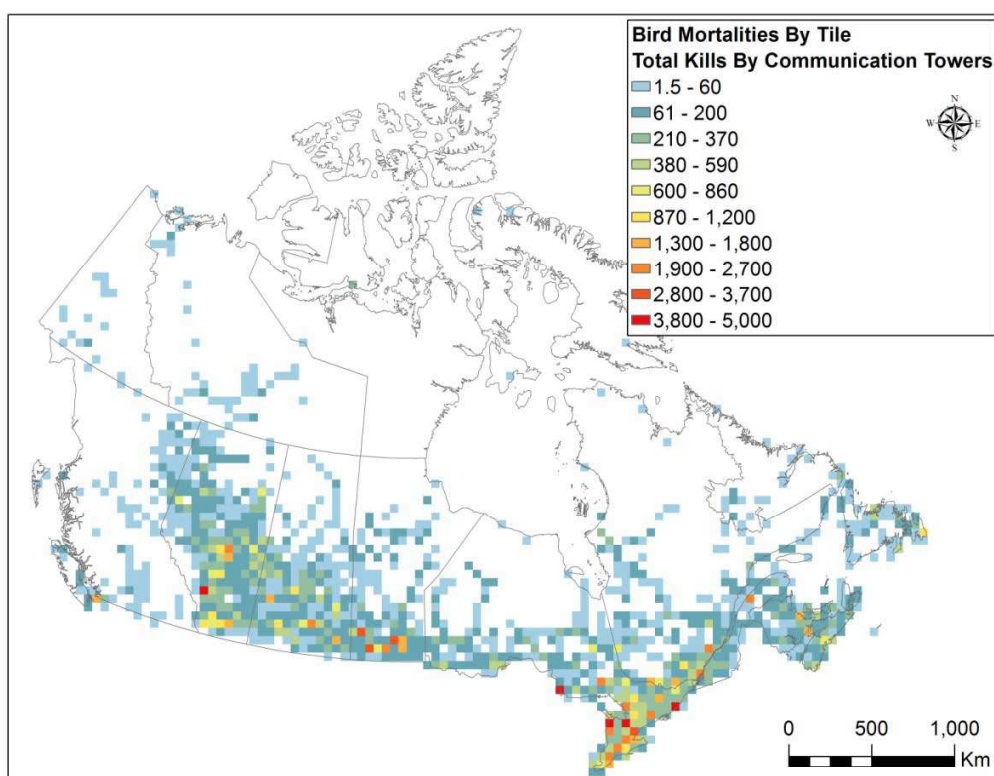 Bird Mortalities By Tile
Total Kills By Communication Towers
1.5 - 60
61 - 200
210 - 370
380 - 590
600 - 860
870 - 1,200
1,300 - 1,800
1,900 - 2,700
2,800 - 3,700
3,800 - 5,000
N
W E
S
0 500 1,000
Km